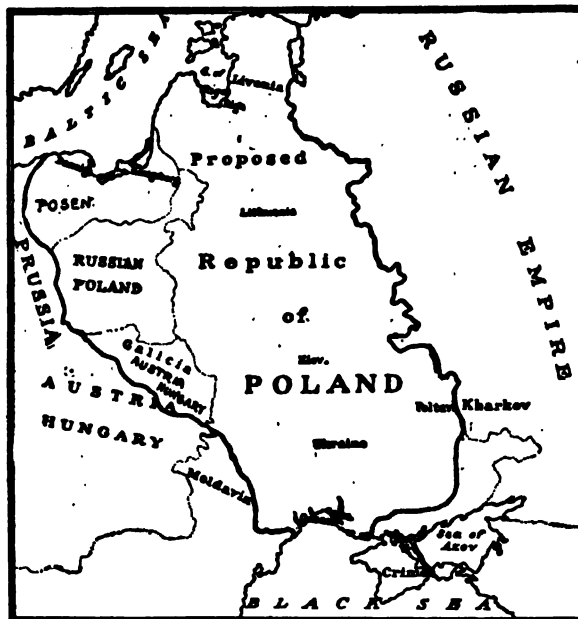 BALTIC SEA
RUSSIAN EMPIRE
G. of Riga
Livonia
Proposed
POSEN.
Lithuania
Republic
RUSSIAN
POLAND
PRUSSIA
of
Galicia
AUSTRIA
HUNGARY
Kiev.
POLAND
AUSTRIA
HUNGARY
Kharkov
Ukraine
Moldavia
Sea of
Azov
Crimea
BLACK SEA